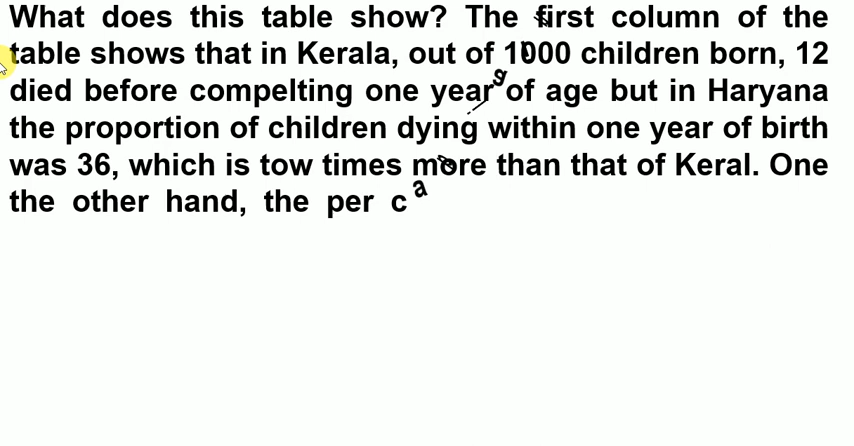 What does this table show? The first column of the
table shows that in Kerala, out of 1000 children born, 12
died before compelting one year of age but in Haryana
the proportion of children dying within one year of birth
was 36, which is tow times more than that of Keral. One
the other hand, the per ca